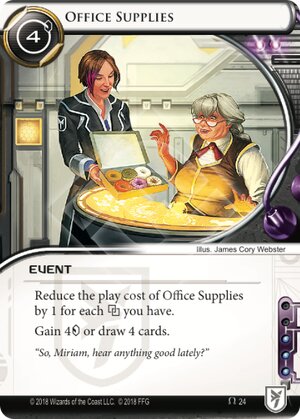 Office Supplies
4
Illus. James Cory Webster
EVENT
Reduce the play cost of Office Supplies
by 1 for each you have.
Gain 4 or draw 4 cards.
"So, Miriam, hear anything good lately?"
© 2018 Wizards of the Coast LLC. © 2018 FFG Ω 24